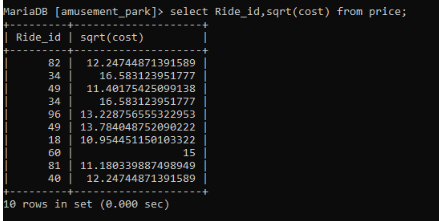 MariaDB [amusement_park]> select Ride_id,sqrt(cost) from price;
+---------+--------------------+
| Ride_id | sqrt(cost) |
+---------+--------------------+
| 82 | 12.24744871391589 |
| 34 | 16.583123951777 |
| 49 | 11.40175425099138 |
| 34 | 16.583123951777 |
| 96 | 13.228756555322953 |
| 49 | 13.784048752090222 |
| 18 | 10.954451150103322 |
| 60 | 15 |
| 81 | 11.180339887498949 |
| 40 | 12.24744871391589 |
+---------+--------------------+
10 rows in set (0.000 sec)